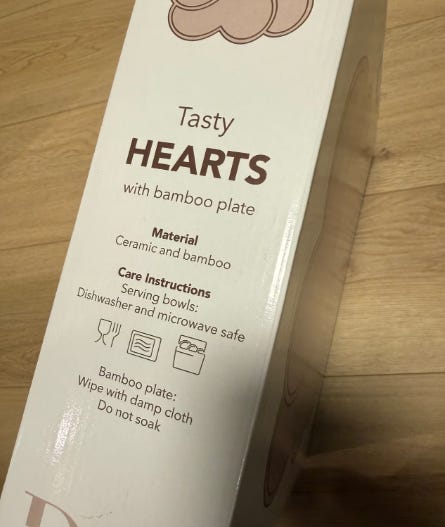 Tasty
HEARTS
with bamboo plate
Material
Ceramic and bamboo
Care Instructions
Serving bowls:
Dishwasher and microwave safe
Bamboo plate:
Wipe with damp cloth
Do not soak